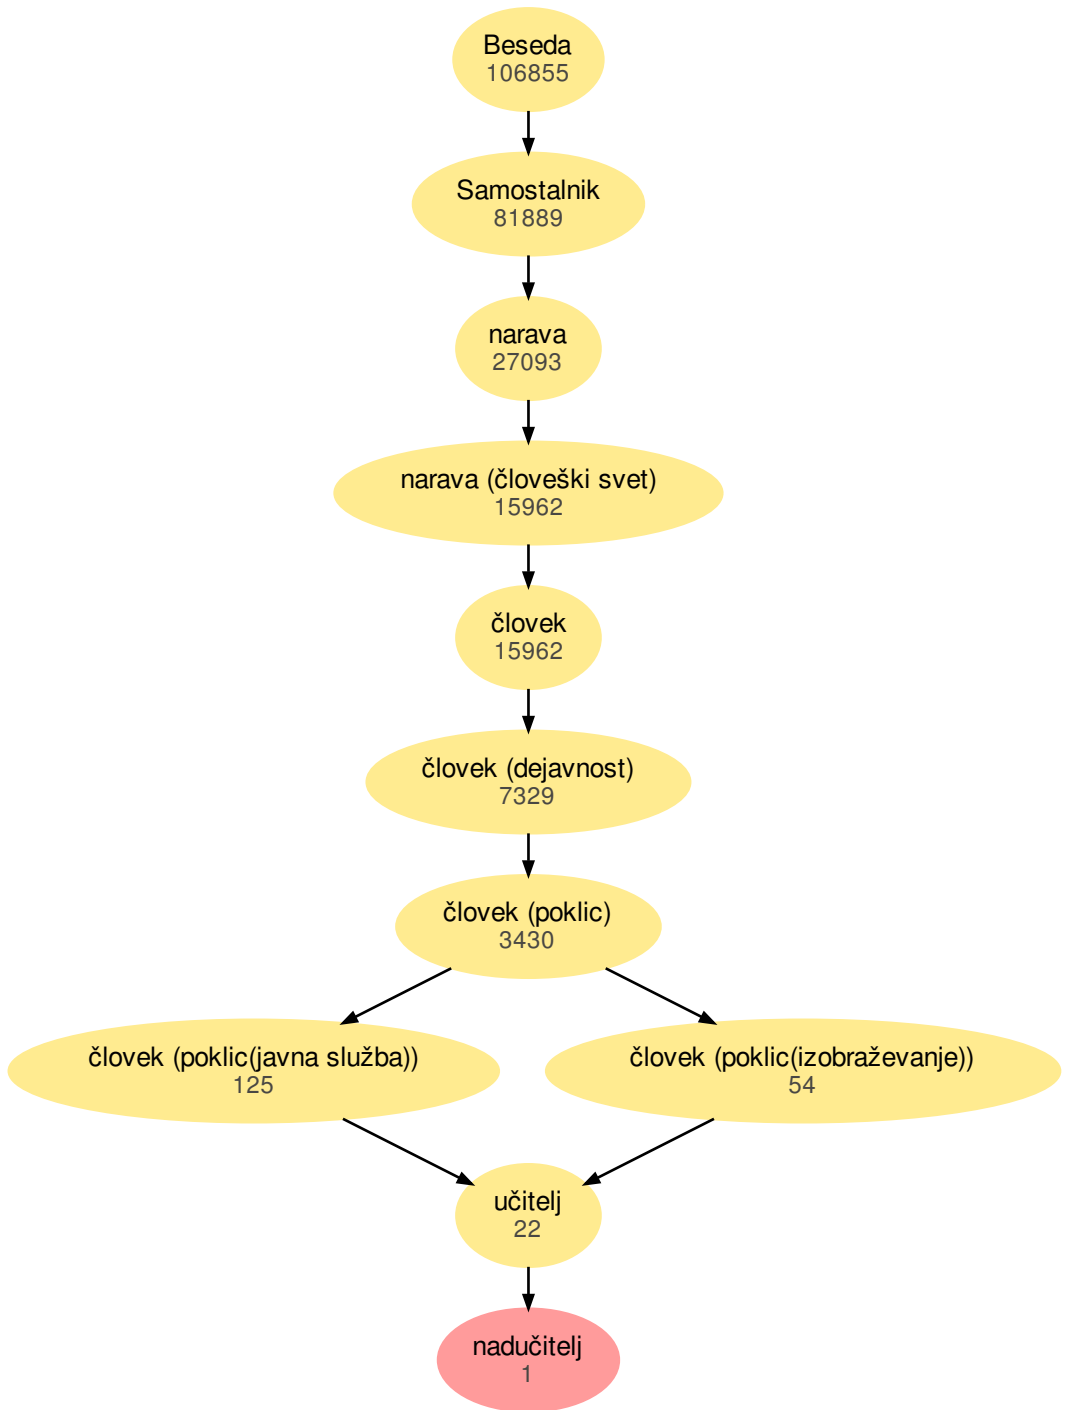 Beseda
106855
Samostalnik
81889
narava
27093
narava (človeški svet)
15962
človek
15962
človek (dejavnost)
7329
človek (poklic)
3430
človek (poklic(javna služba))
125
človek (poklic(izobraževanje))
54
učitelj
22
nadučitelj
1